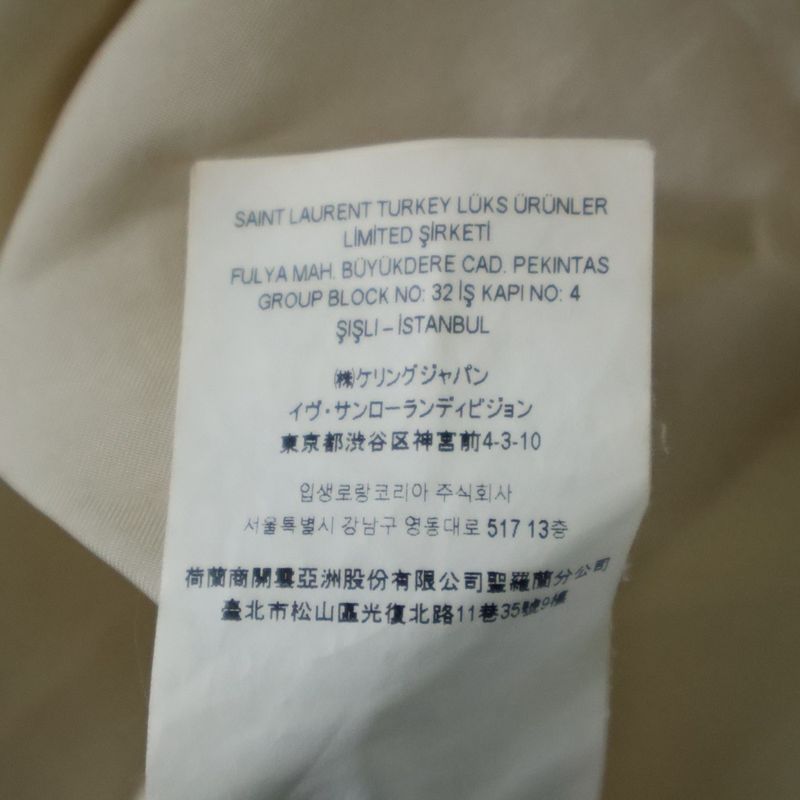 SAINT LAURENT TURKEY LÜKS ÜRÜNLER
LİMİTED ŞİRKETİ
FULYA MAH. BÜYÜKDERE CAD. PEKINTAS
GROUP BLOCK NO: 32 İŞ KAPI NO: 4
ŞIŞLI – İSTANBUL
㈱ケリングジャパン
イヴ・サンローランディビジョン
東京都渋谷区神宮前4-3-10
입생로랑코리아 주식회사
서울특별시 강남구 영동대로 517 13층
荷蘭商開雲亞洲股份有限公司聖羅蘭分公司
臺北市松山區光復北路11巷35號9樓